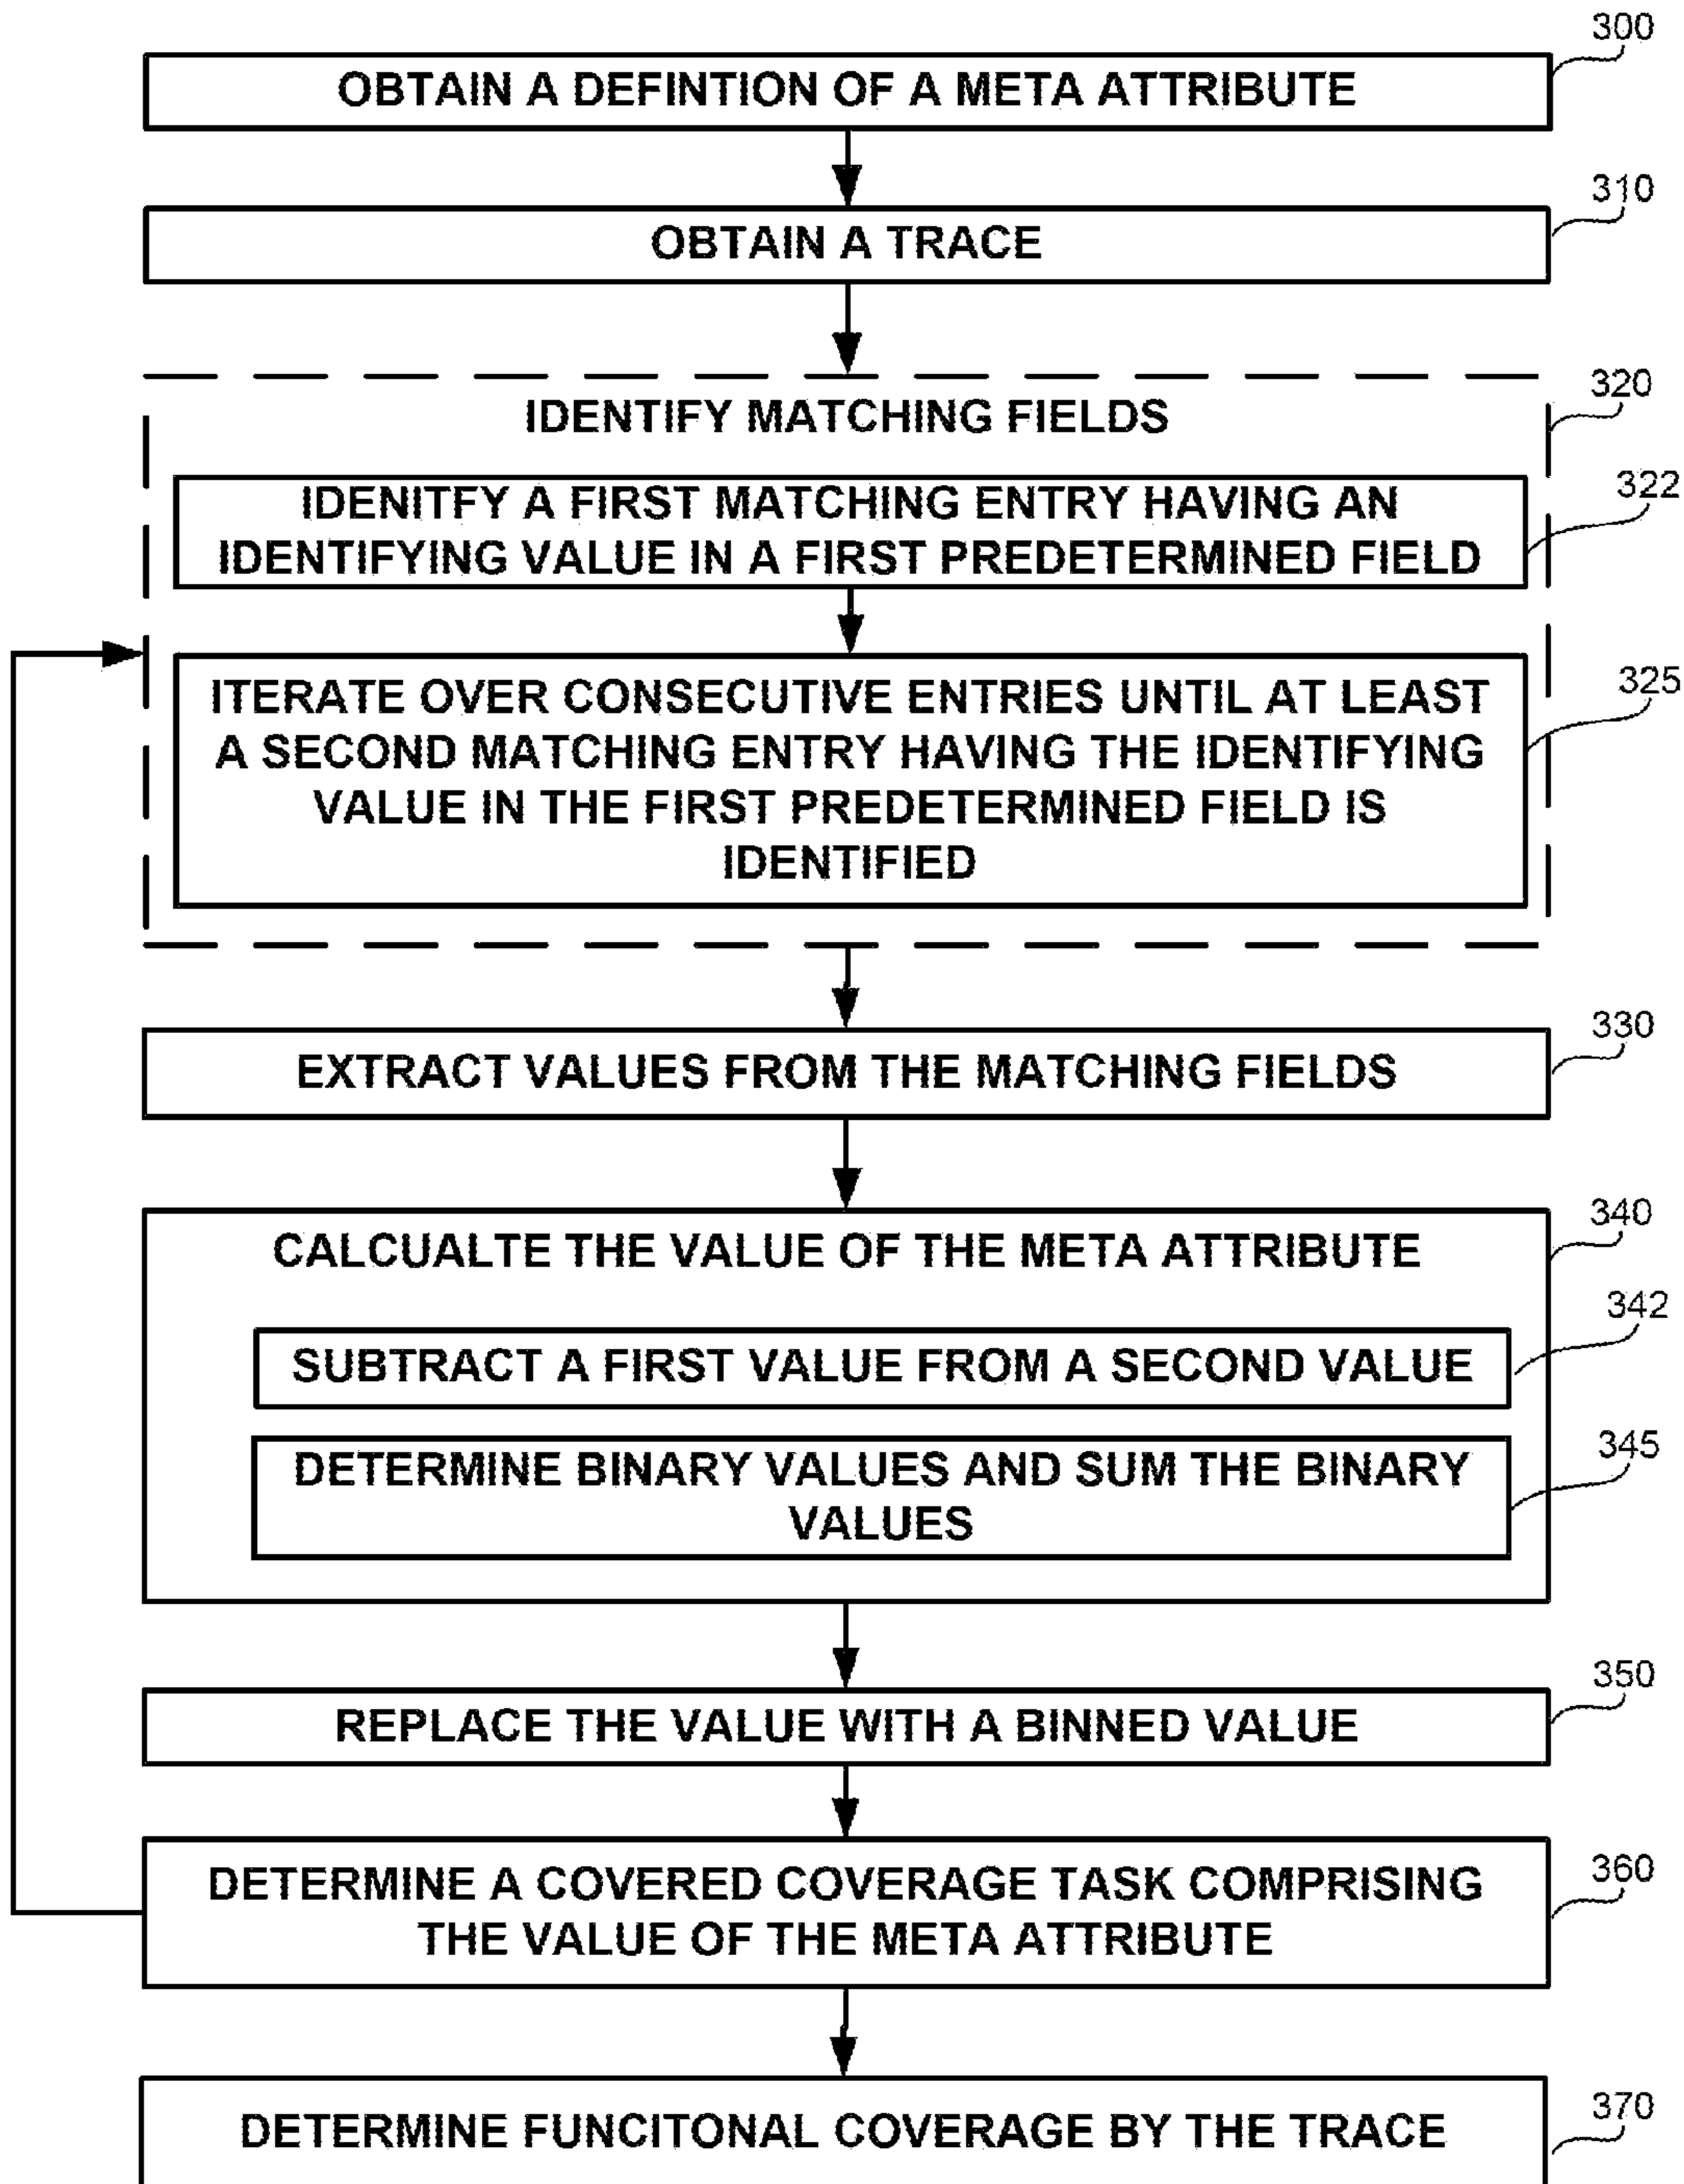 300
OBTAIN A DEFINTION OF A META ATTRIBUTE
310
OBTAIN A TRACE
320
IDENTIFY MATCHING FIELDS
322
IDENITFY A FIRST MATCHING ENTRY HAVING AN
IDENTIFYING VALUE IN A FIRST PREDETERMINED FIELD
325
ITERATE OVER CONSECUTIVE ENTRIES UNTIL AT LEAST
A SECOND MATCHING ENTRY HAVING THE IDENTIFYING
VALUE IN THE FIRST PREDETERMINED FIELD IS
IDENTIFIED
330
EXTRACT VALUES FROM THE MATCHING FIELDS
340
CALCUALTE THE VALUE OF THE META ATTRIBUTE
342
SUBTRACT A FIRST VALUE FROM A SECOND VALUE
345
DETERMINE BINARY VALUES AND SUM THE BINARY
VALUES
350
REPLACE THE VALUE WITH A BINNED VALUE
360
DETERMINE A COVERED COVERAGE TASK COMPRISING
THE VALUE OF THE META ATTRIBUTE
370
DETERMINE FUNCITONAL COVERAGE BY THE TRACE